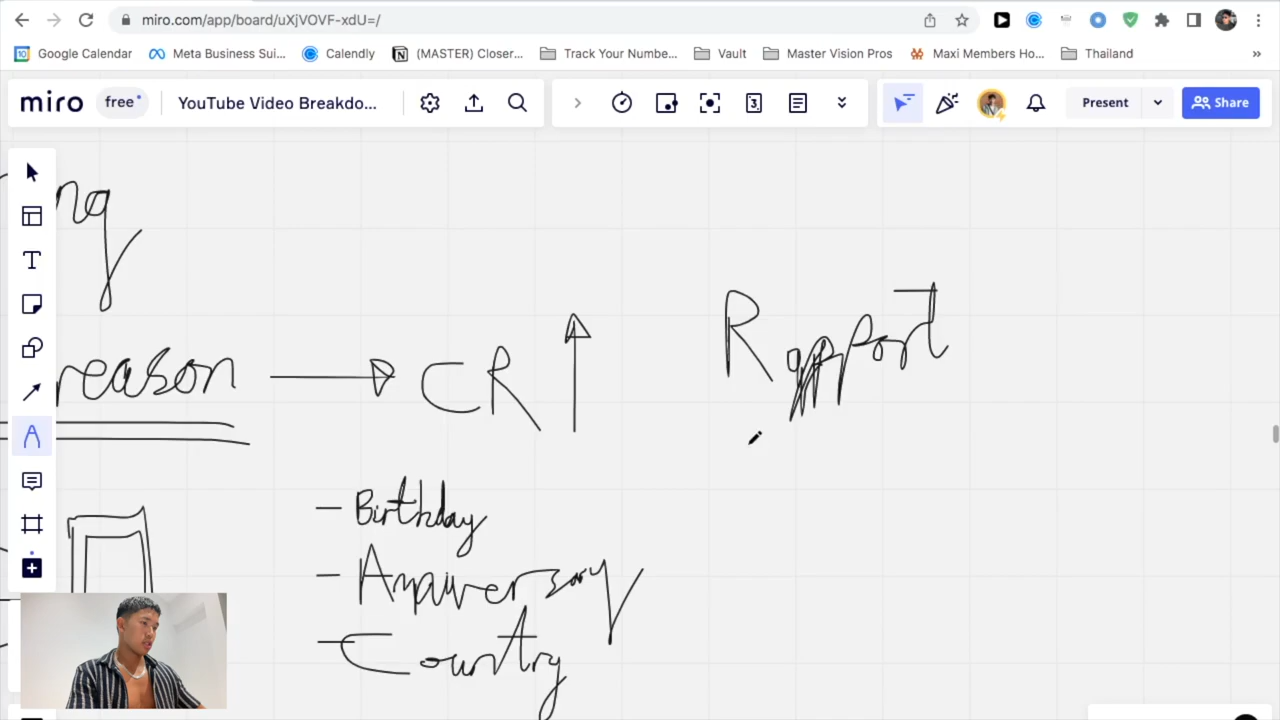 miro.com/app/board/uXjVOVF-xdU=/
Google Calendar
Meta Business Sui...
Calendly
(MASTER) Closer...
Track Your Numbe...
Vault
Master Vision Pros
Maxi Members Ho...
Thailand
»
miro
free
YouTube Video Breakdo...
Present
Share
ng
reason
CR
Rapport
- Birthday
- Anniversary
- Country